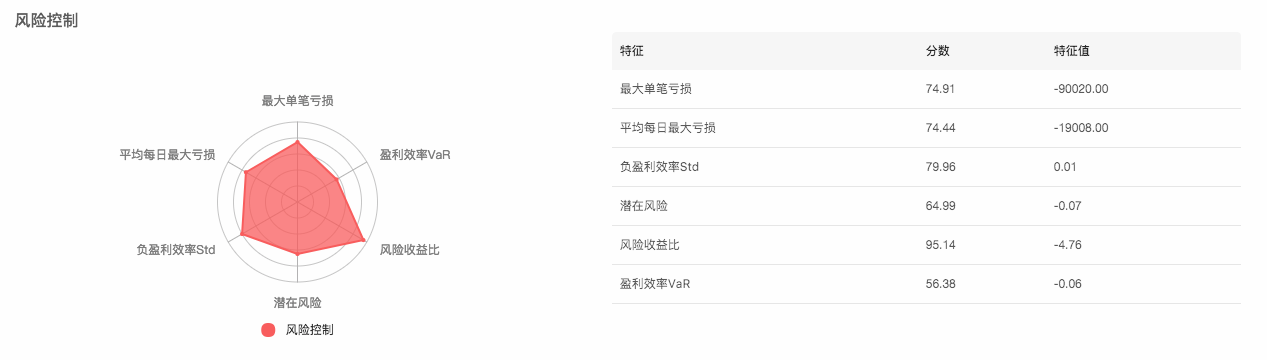 风险控制
最大单笔亏损
平均每日最大亏损
盈利效率VaR
负盈利效率Std
风险收益比
潜在风险
风险控制
特征 分数 特征值
最大单笔亏损 74.91 -90020.00
平均每日最大亏损 74.44 -19008.00
负盈利效率Std 79.96 0.01
潜在风险 64.99 -0.07
风险收益比 95.14 -4.76
盈利效率VaR 56.38 -0.06